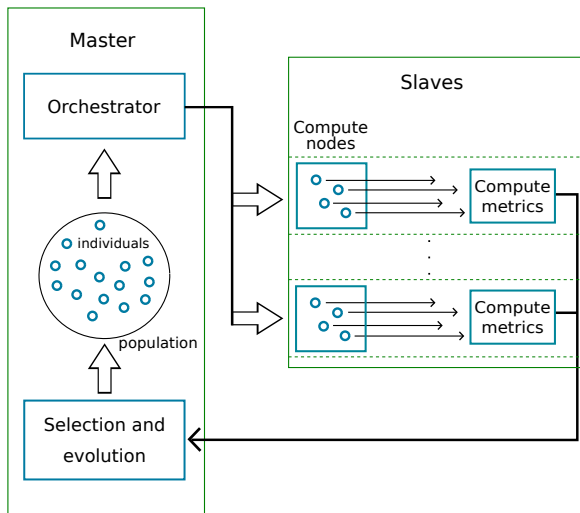 Master
Orchestrator
individuals
population
Selection and
evolution
Slaves
Compute
nodes
Compute
metrics
Compute
metrics